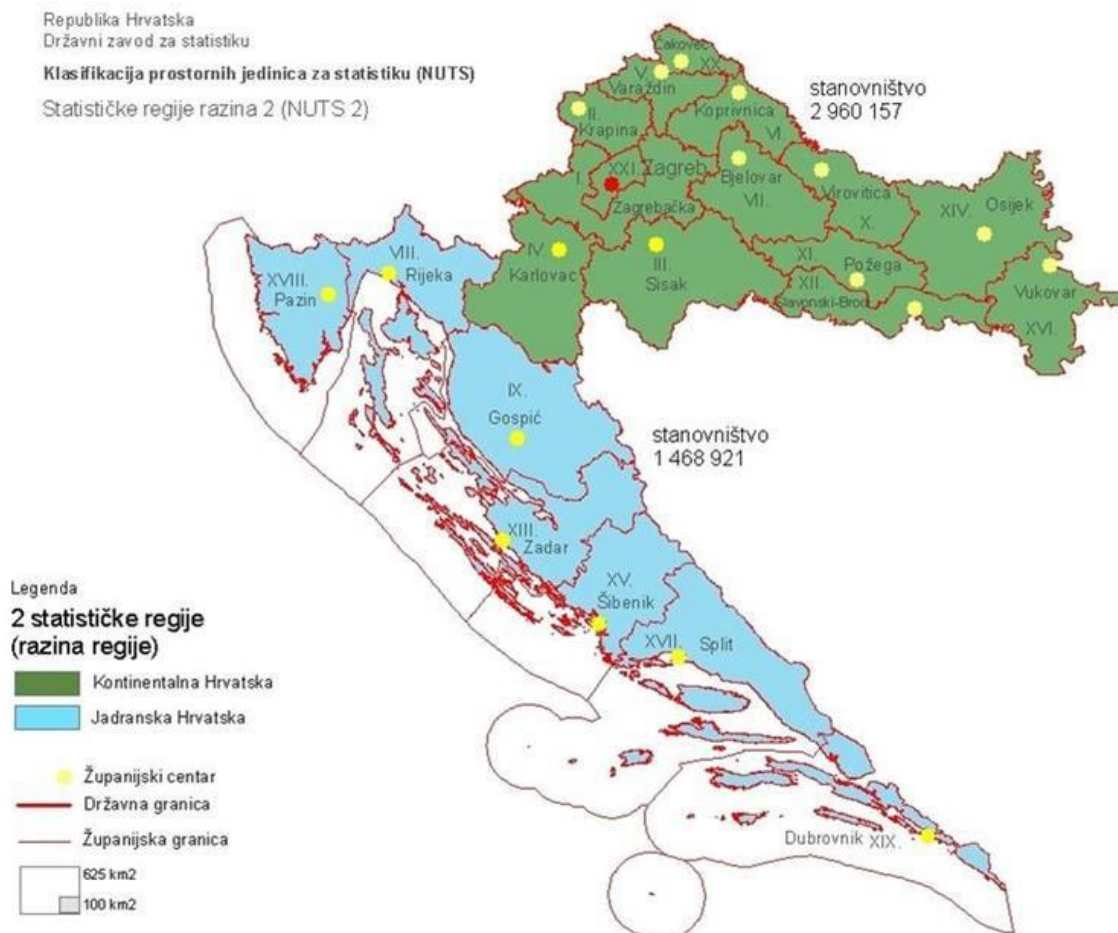 Republika Hrvatska
Državni zavod za statistiku
Klasifikacija prostornih jedinica za statistiku (NUTS)
Statističke regije razina 2 (NUTS 2)
stanovništvo
2 960 157
Čakovec
XX.
V.
Varaždin
Koprivnica
VI.
II.
Krapina
I.
XXI. Zagreb
Zagrebačka
Bjelovar
VII.
Virovitica
X.
XIV.
Osijek
IV.
Karlovac
III.
Sisak
XI.
Požega
XII.
Slavonski-Brod
Vukovar
XVI.
VIII.
Rijeka
XVIII.
Pazin
IX.
Gospić
stanovništvo
1 468 921
XIII.
Zadar
XV.
Šibenik
XVII.
Split
Dubrovnik XIX.
Legenda
2 statističke regije
(razina regije)
Kontinentalna Hrvatska
Jadranska Hrvatska
Županijski centar
Državna granica
Županijska granica
625 km2
100 km2